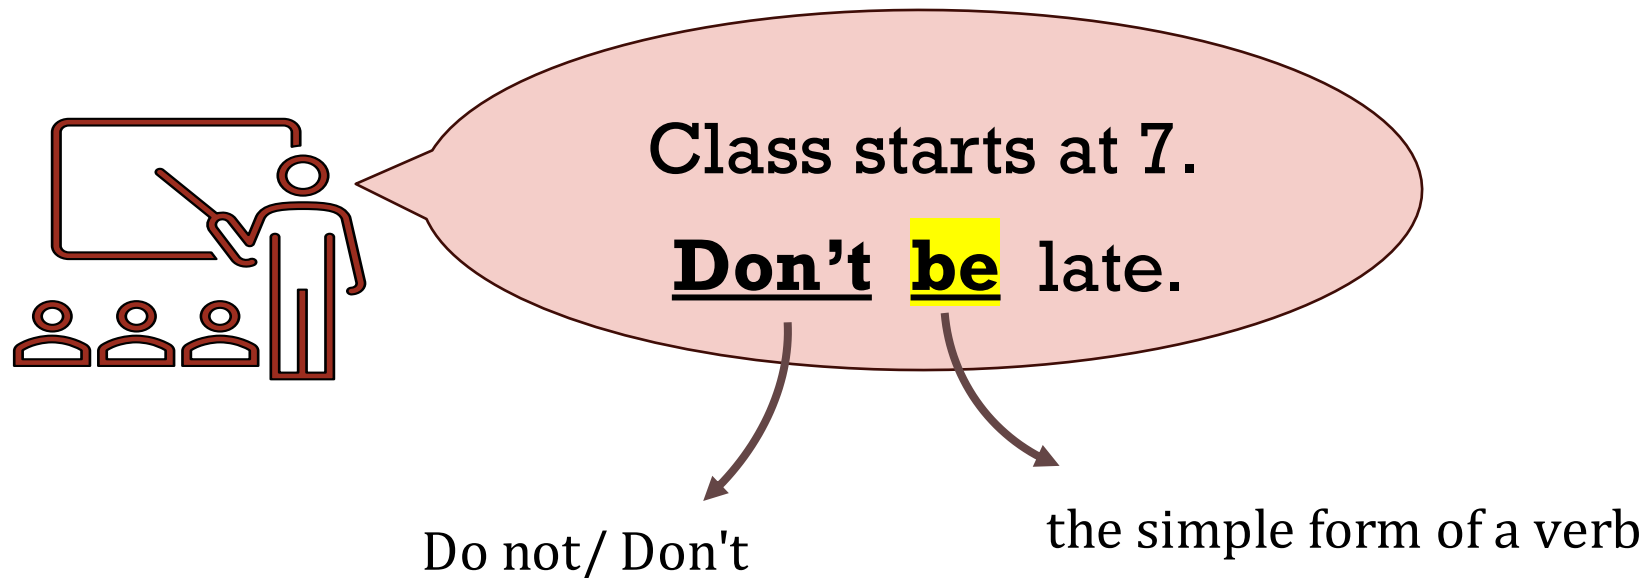 Class starts at 7.
Don’t be late.
Do not/ Don't
the simple form of a verb